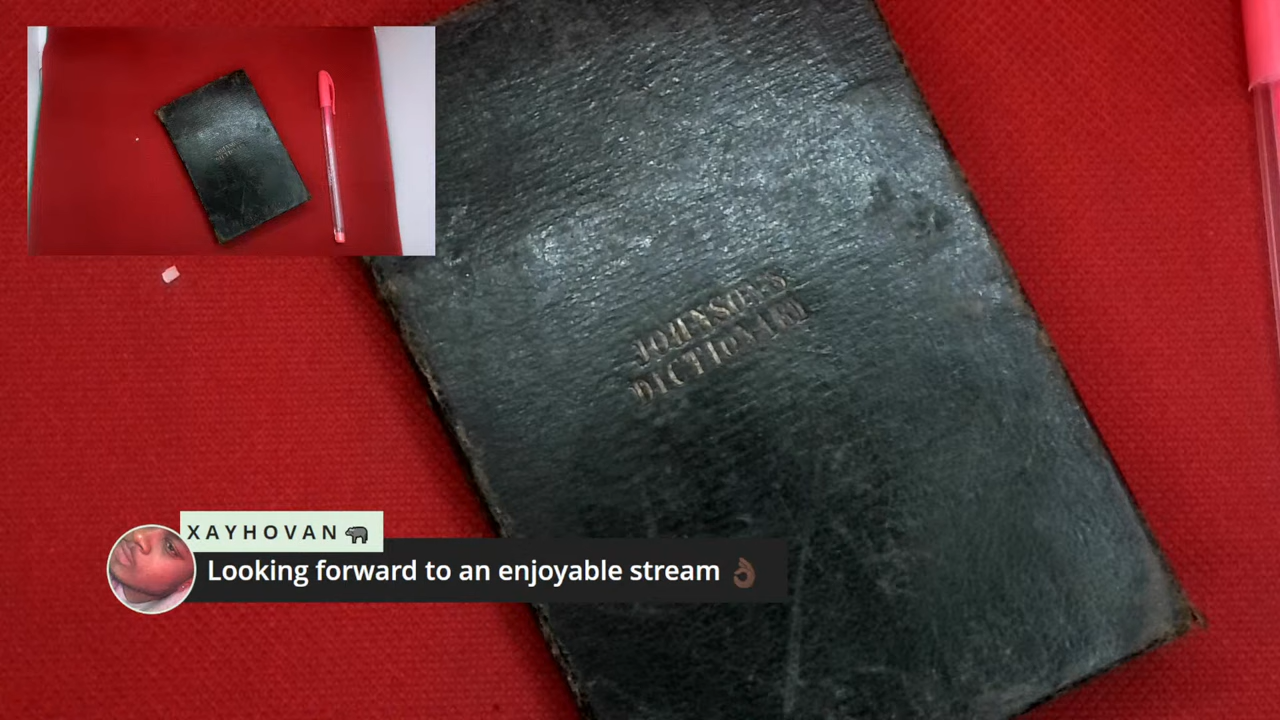 JOHNSON'S
DICTIONARY
XAYHOVAN
Looking forward to an enjoyable stream 👌🏿